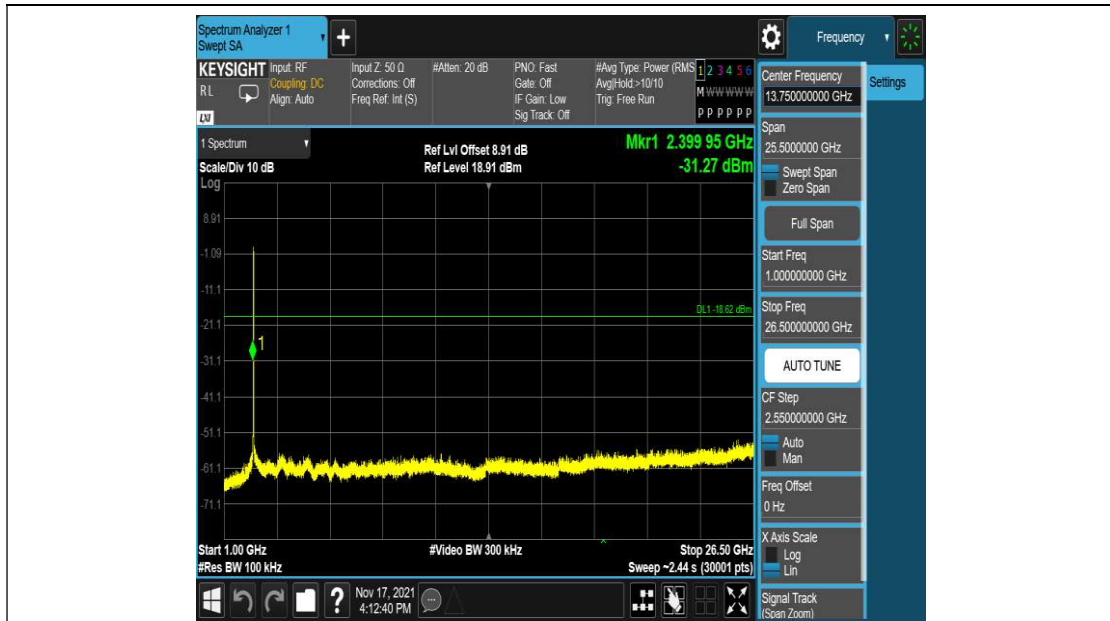 Spectrum Analyzer 1
Swept SA
+
Frequency
KEYSIGHT
RL
LXI
Input: RF
Coupling: DC
Align: Auto
Input Z: 50 Ω
Corrections: Off
Freq Ref: Int (S)
#Atten: 20 dB
PNO: Fast
Gate: Off
IF Gain: Low
Sig Track: Off
#Avg Type: Power (RMS
Avg|Hold:>10/10
Trig: Free Run
1 2 3 4 5 6
M W W W W W
P P P P P P
1 Spectrum
Scale/Div 10 dB
Log
Ref Lvl Offset 8.91 dB
Ref Level 18.91 dBm
Mkr1 2.399 95 GHz
-31.27 dBm
8.91
-1.09
-11.1
DL1 -18.62 dBm
-21.1
1
-31.1
-41.1
-51.1
-61.1
-71.1
Start 1.00 GHz
#Video BW 300 kHz
Stop 26.50 GHz
#Res BW 100 kHz
Sweep ~2.44 s (30001 pts)
?
Nov 17, 2021
4:12:40 PM
Center Frequency
13.750000000 GHz
Settings
Span
25.5000000 GHz
Swept Span
Zero Span
Full Span
Start Freq
1.000000000 GHz
Stop Freq
26.500000000 GHz
AUTO TUNE
CF Step
2.550000000 GHz
Auto
Man
Freq Offset
0 Hz
X Axis Scale
Log
Lin
Signal Track
(Span Zoom)